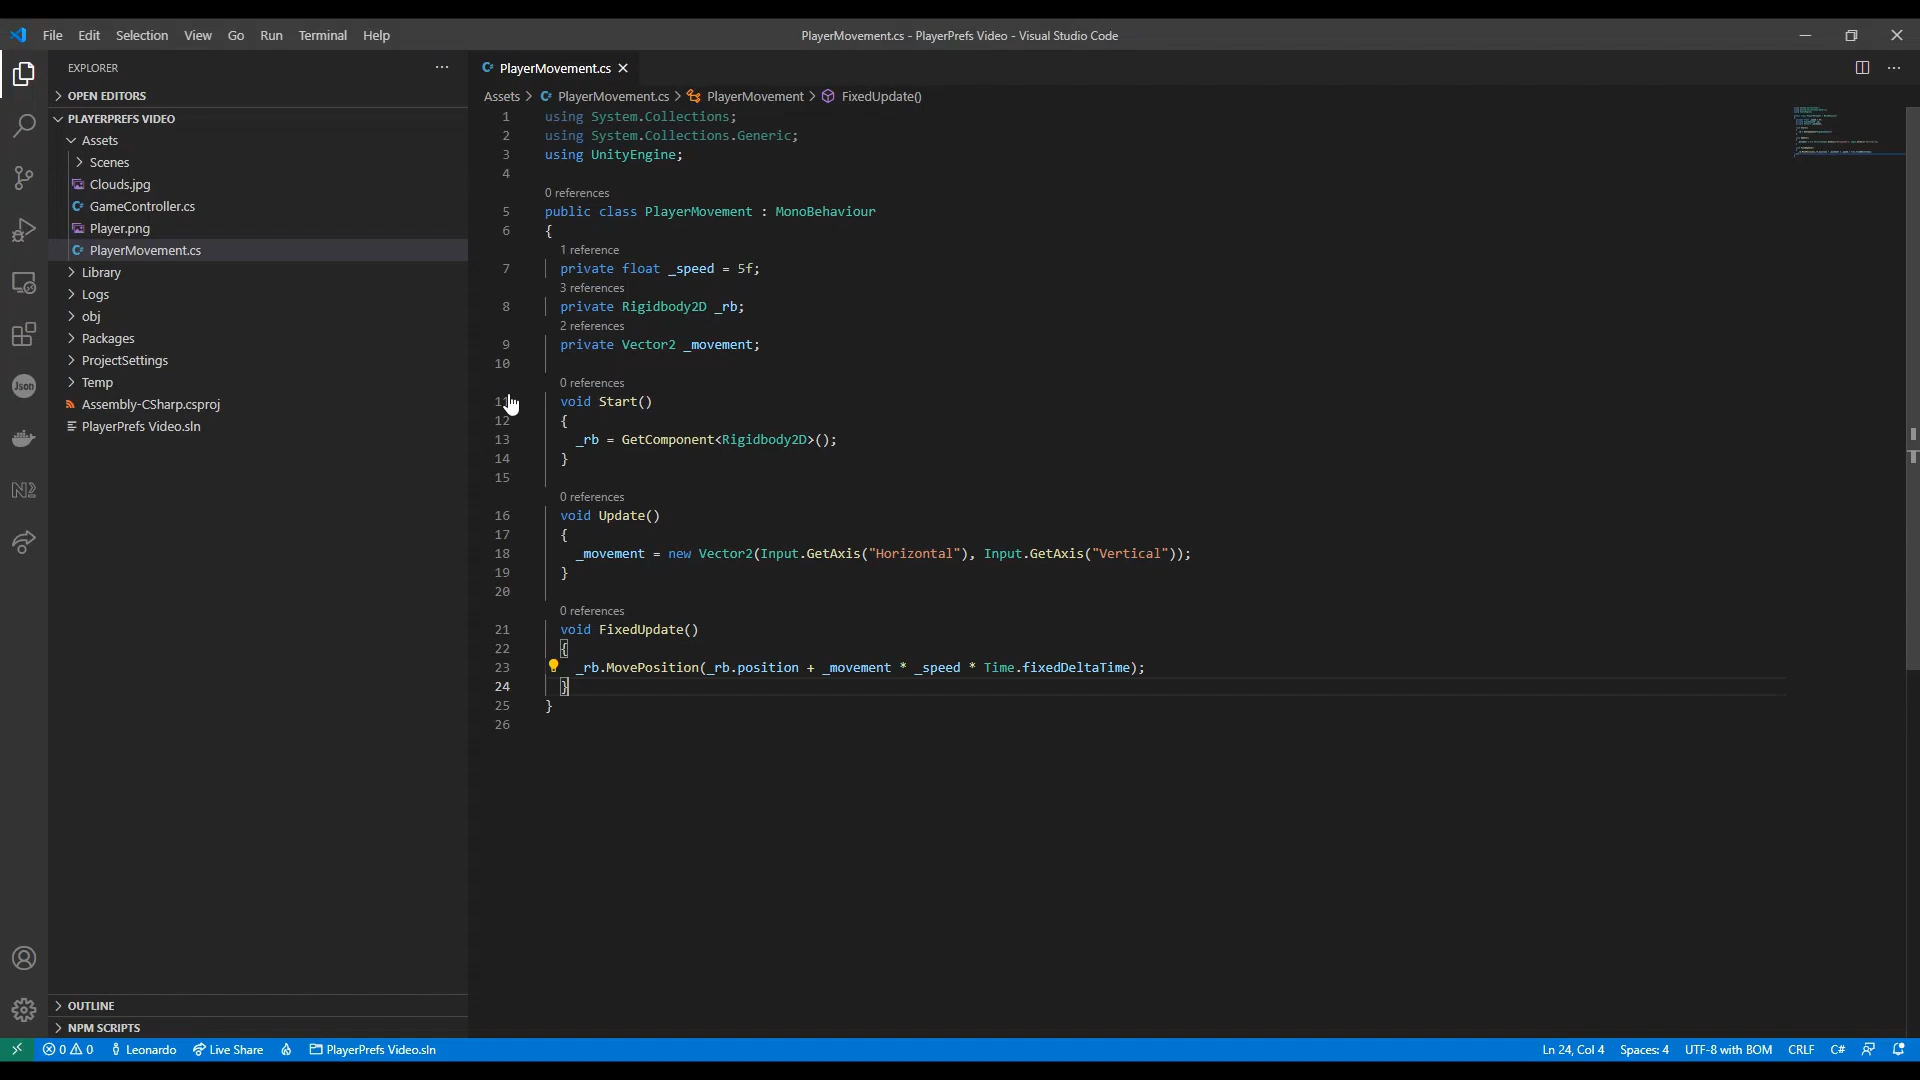 File Edit Selection View Go Run Terminal Help
PlayerMovement.cs - PlayerPrefs Video - Visual Studio Code
EXPLORER
OPEN EDITORS
PLAYERPREFS VIDEO
Assets
Scenes
Clouds.jpg
GameController.cs
Player.png
PlayerMovement.cs
Library
Logs
obj
Packages
ProjectSettings
Temp
Assembly-CSharp.csproj
PlayerPrefs Video.sln
OUTLINE
NPM SCRIPTS
Json
PlayerMovement.cs
Assets > PlayerMovement.cs > PlayerMovement > FixedUpdate()
1 using System.Collections;
2 using System.Collections.Generic;
3 using UnityEngine;
4
0 references
5 public class PlayerMovement : MonoBehaviour
6 {
1 reference
7 private float _speed = 5f;
3 references
8 private Rigidbody2D _rb;
2 references
9 private Vector2 _movement;
10
0 references
11 void Start()
12 {
13 _rb = GetComponent<Rigidbody2D>();
14 }
15
0 references
16 void Update()
17 {
18 _movement = new Vector2(Input.GetAxis("Horizontal"), Input.GetAxis("Vertical"));
19 }
20
0 references
21 void FixedUpdate()
22 {
23 _rb.MovePosition(_rb.position + _movement * _speed * Time.fixedDeltaTime);
24 }
25 }
26
0 0 Leonardo Live Share PlayerPrefs Video.sln
Ln 24, Col 4 Spaces: 4 UTF-8 with BOM CRLF C#